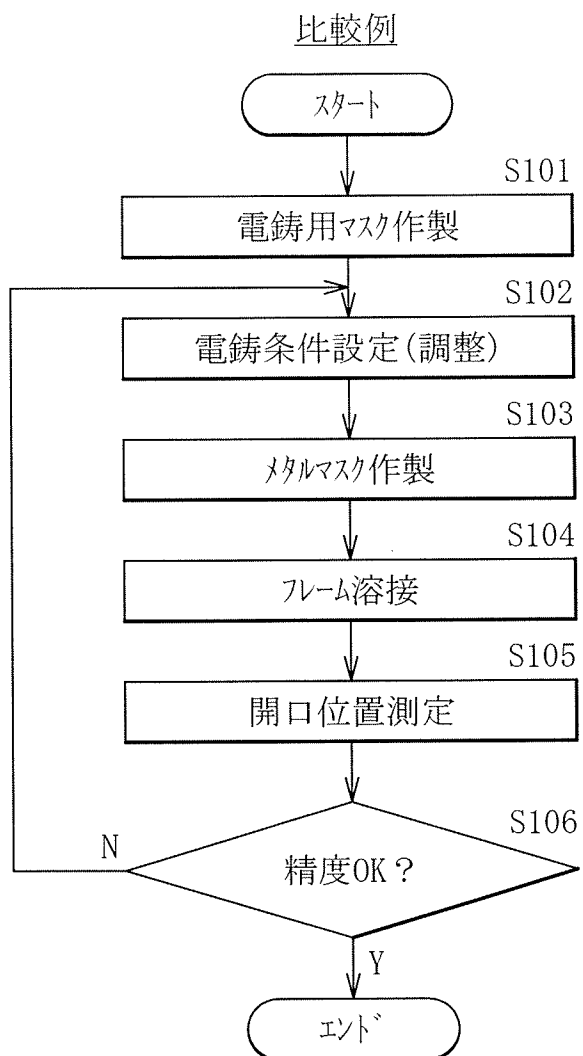 比較例
スタート
S101
電鋳用マスク作製
S102
電鋳条件設定(調整)
S103
メタルマスク作製
S104
フレーム溶接
S105
開口位置測定
S106
N
精度OK？
Y
エンド